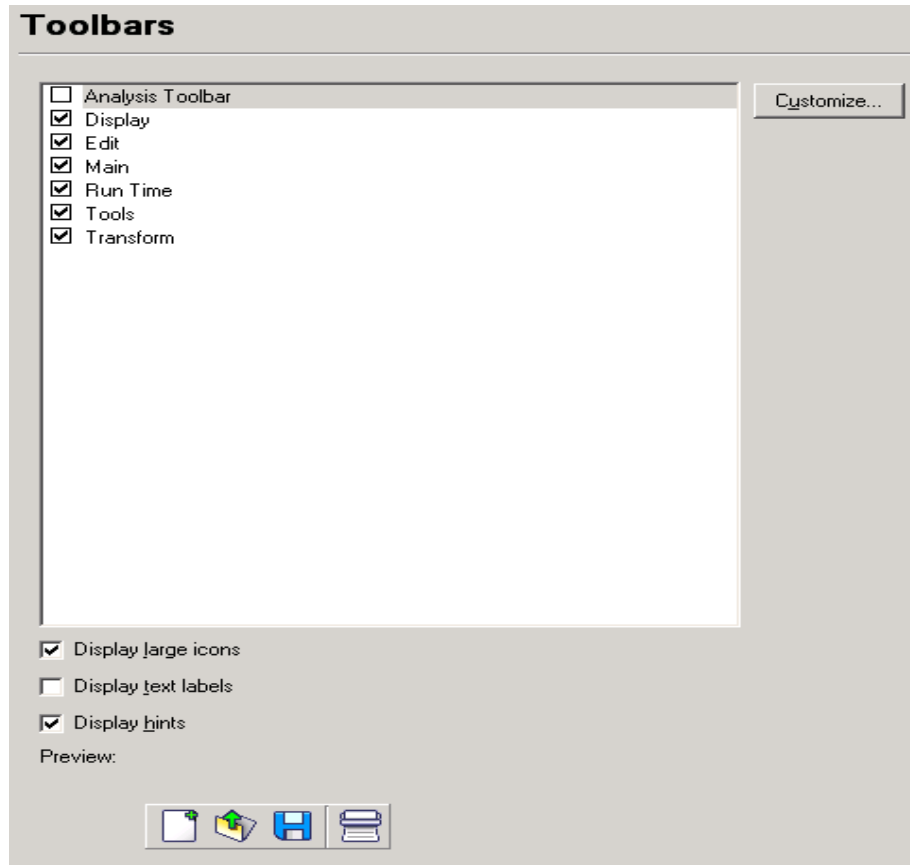 Toolbars
Analysis Toolbar
Customize...
Display
Edit
Main
Run Time
Tools
Transform
Display large icons
Display text labels
Display hints
Preview: